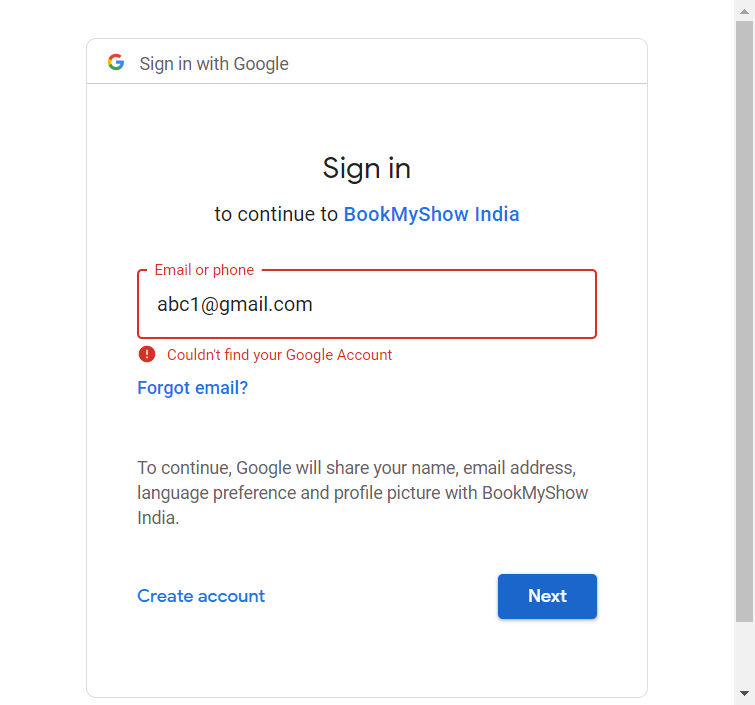 Sign in with Google
Sign in
to continue to BookMyShow India
Email or phone
abc1@gmail.com
Couldn't find your Google Account
Forgot email?
To continue, Google will share your name, email address,
language preference and profile picture with BookMyShow
India.
Create account
Next